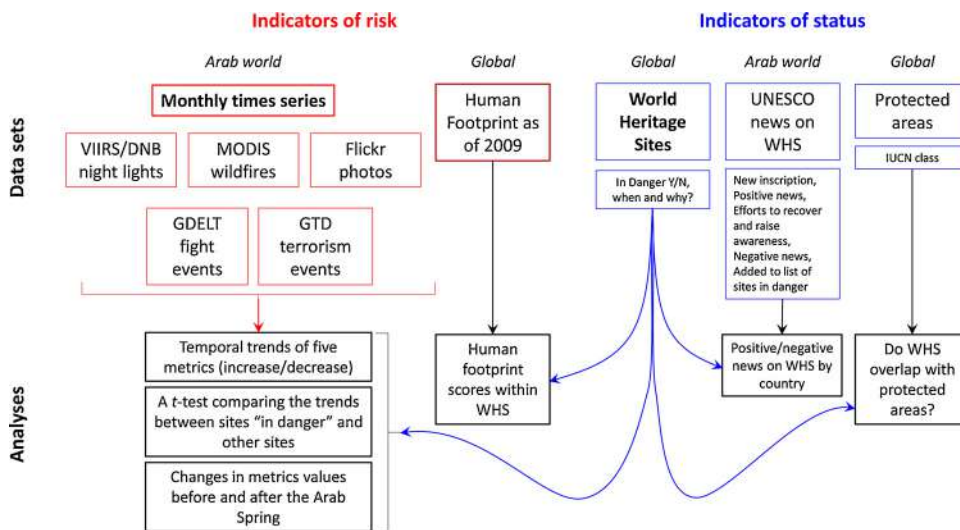 Indicators of risk
Indicators of status
Arab world
Global
Global
Arab world
Global
Data sets
Monthly times series
VIIRS/DNB
night lights
MODIS
wildfires
Flickr
photos
GDELT
fight
events
GTD
terrorism
events
Human
Footprint as
of 2009
World
Heritage
Sites
In Danger Y/N,
when and why?
UNESCO
news on
WHS
New inscription,
Positive news,
Efforts to recover
and raise
awareness,
Negative news,
Added to list of
sites in danger
Protected
areas
IUCN class
Analyses
Temporal trends of five
metrics (increase/decrease)
A t-test comparing the trends
between sites “in danger” and
other sites
Changes in metrics values
before and after the Arab
Spring
Human
footprint
scores within
WHS
Positive/negative
news on WHS by
country
Do WHS
overlap with
protected
areas?